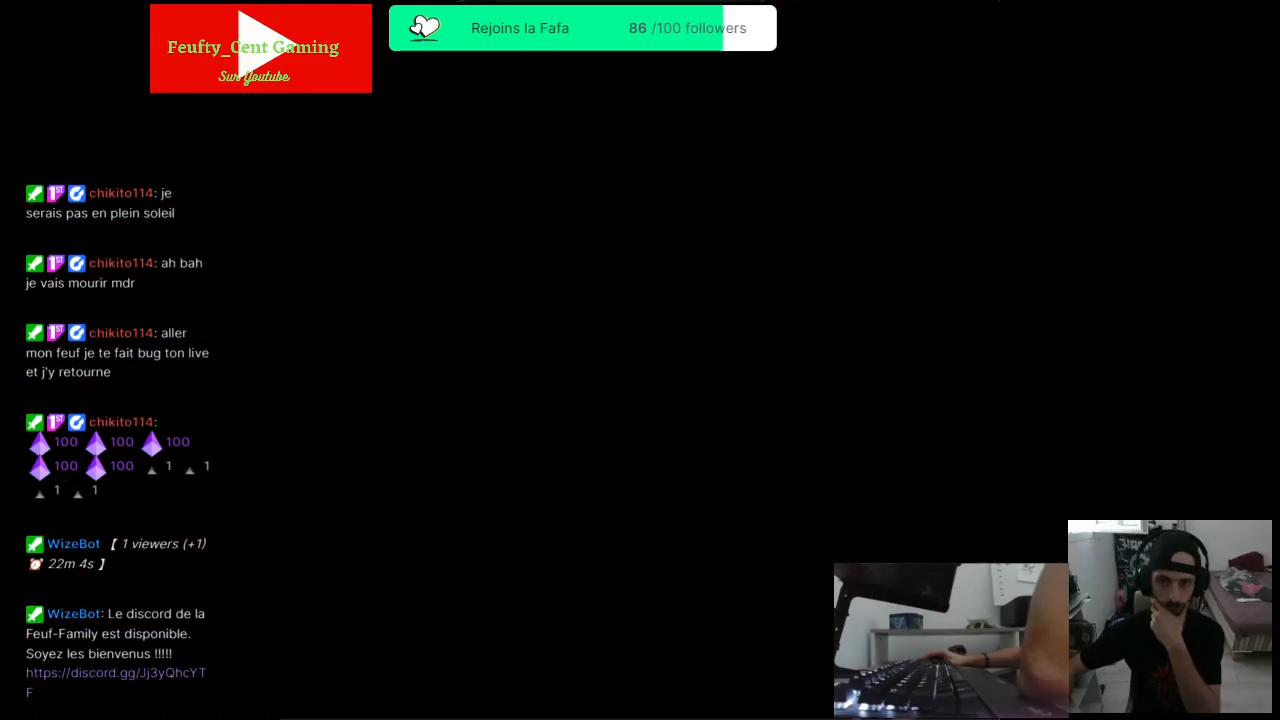 Feufty_Cent Gaming
Sur Youtube
Rejoins la Fafa 86 /100 followers
chikito114: je
serais pas en plein soleil
chikito114: ah bah
je vais mourir mdr
chikito114: aller
mon feuf je te fait bug ton live
et j'y retourne
chikito114:
100 100 100
100 100 1 1
1 1
WizeBot 【 1 viewers (+1)
22m 4s 】
WizeBot: Le discord de la
Feuf-Family est disponible.
Soyez les bienvenus !!!!!
https://discord.gg/Jj3yQhcYT
F